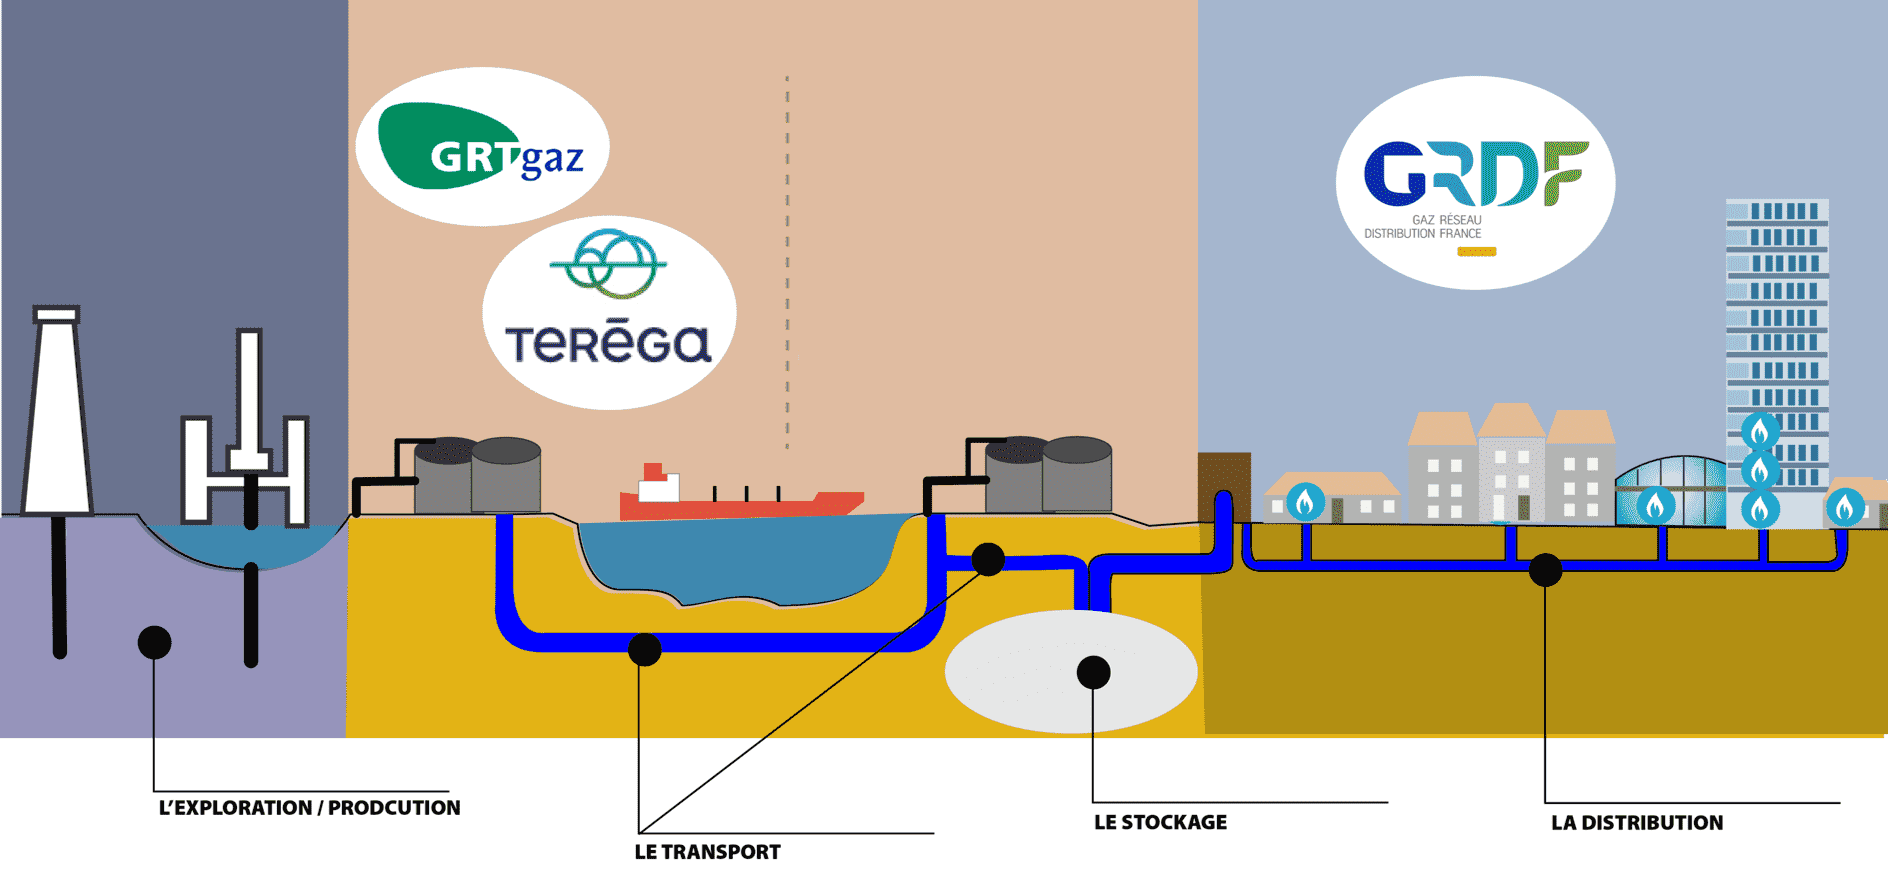 GRTgaz
TERĒGA
GRDF
GAZ RÉSEAU
DISTRIBUTION FRANCE
L'EXPLORATION / PRODCUTION
LE TRANSPORT
LE STOCKAGE
LA DISTRIBUTION